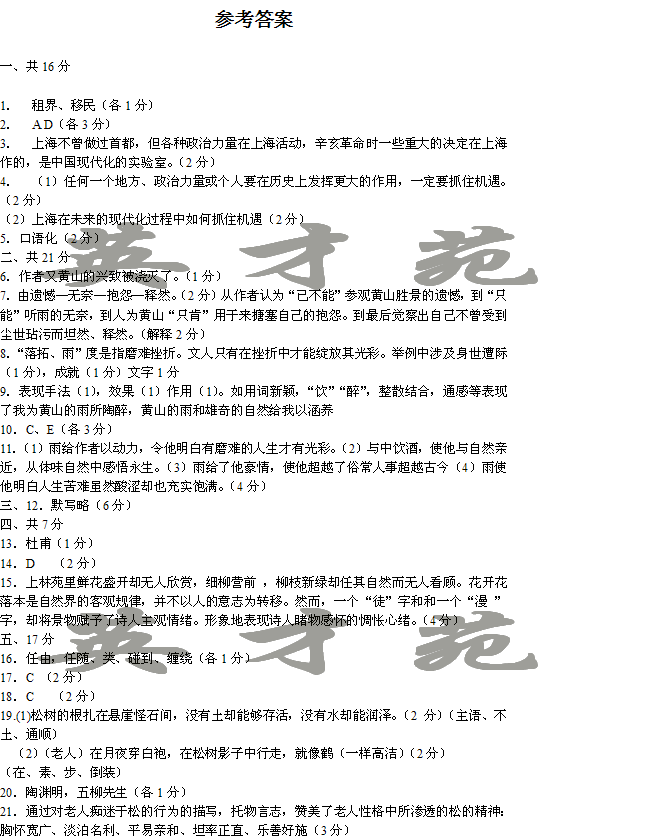 参考答案
一、共16分
1. 租界、移民（各1分）
2. A D（各3分）
3. 上海不曾做过首都，但各种政治力量在上海活动，辛亥革命时一些重大的决定在上海
作的，是中国现代化的实验室。（2分）
4. （1）任何一个地方、政治力量或个人要在历史上发挥更大的作用，一定要抓住机遇。
（2分）
（2）上海在未来的现代化过程中如何抓住机遇（2分）
5．口语化（2分）
二、共21分
6．作者又黄山的兴致被浇灭了。（1分）
7．由遗憾—无奈—抱怨—释然。（2分）从作者认为“已不能”参观黄山胜景的遗憾，到“只
能”听雨的无奈，到人为黄山“只肯”用于来搪塞自己的抱怨。到最后觉察出自己不曾受到
尘世玷污而坦然、释然。（解释2分）
8．“落拓、雨”度是指磨难挫折。文人只有在挫折中才能绽放其光彩。举例中涉及身世遭际
（1分），成就（1分）文字1分
9．表现手法（1），效果（1）作用（1）。如用词新颖，“饮”“醉”，整散结合，通感等表现
了我为黄山的雨所陶醉，黄山的雨和雄奇的自然给我以涵养
10．C、E（各3分）
11．（1）雨给作者以动力，令他明白有磨难的人生才有光彩。（2）与中饮酒，使他与自然亲
近，从体味自然中感悟永生。（3）雨给了他豪情，使他超越了俗常人事超越古今（4）雨使
他明白人生苦难虽然酸涩却也充实饱满。（4分）
三、12．默写略（6分）
四、共7分
13．杜甫（1分）
14．D （2分）
15．上林苑里鲜花盛开却无人欣赏，细柳营前 ，柳枝新绿却任其自然而无人看顾。花开花
落本是自然界的客观规律，并不以人的意志为转移。然而，一个“徒”字和和一个“漫 ”
字，却将景物赋予了诗人主观情绪。形象地表现诗人睹物感怀的惆怅心绪。（4分）
五、17分
16．任由，任随、类、碰到、缠绕（各1分）
17．C （2分）
18．C （2分）
19.(1)松树的根扎在悬崖怪石间，没有土却能够存活，没有水却能润泽。（2 分）（主语、不
土、通顺）
（2）（老人）在月夜穿白袍，在松树影子中行走，就像鹤（一样高洁）（2分）
（在、素、步、倒装）
20．陶渊明，五柳先生（各1分）
21．通过对老人痴迷于松的行为的描写，托物言志，赞美了老人性格中所渗透的松的精神：
胸怀宽广、淡泊名利、平易亲和、坦率正直、乐善好施（3分）
英才苑
英才苑